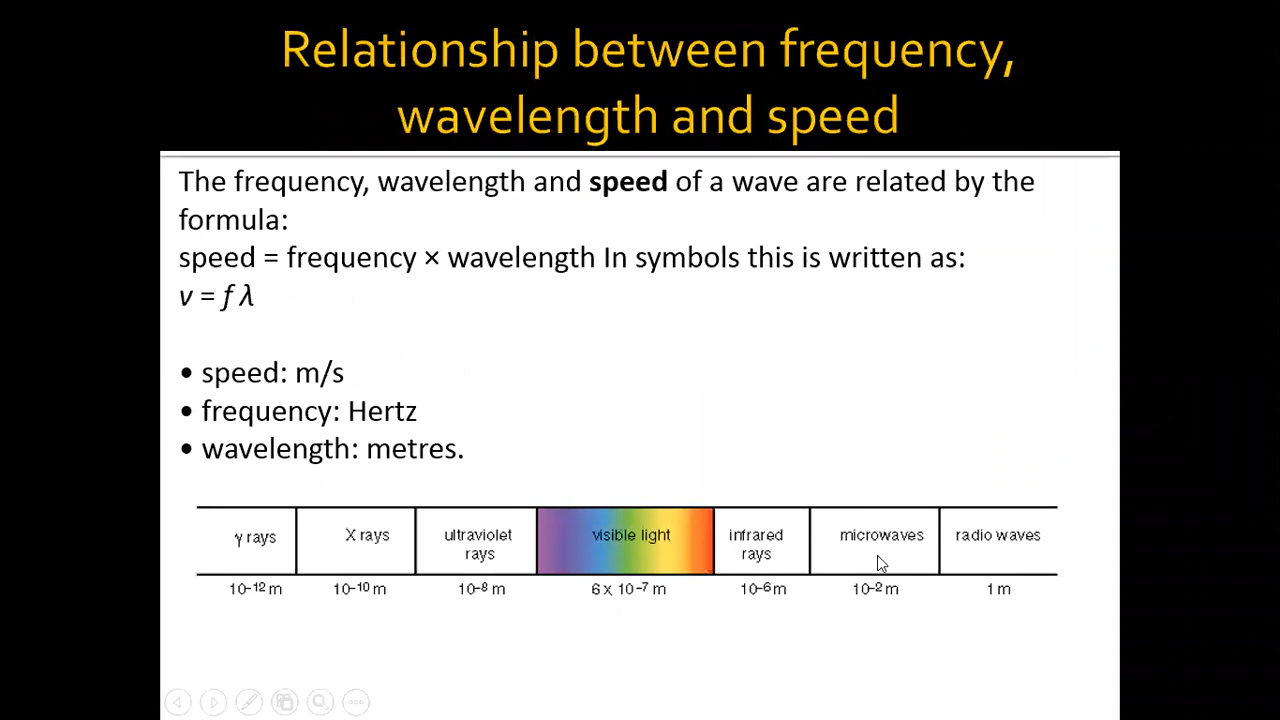 Relationship between frequency,
wavelength and speed
The frequency, wavelength and speed of a wave are related by the
formula:
speed = frequency × wavelength In symbols this is written as:
v = f λ
• speed: m/s
• frequency: Hertz
• wavelength: metres.
γ rays
X rays
ultraviolet
rays
visible light
infrared
rays
microwaves
radio waves
10–12 m
10–10 m
10–8 m
6 x 10–7 m
10–6 m
10–2 m
1 m